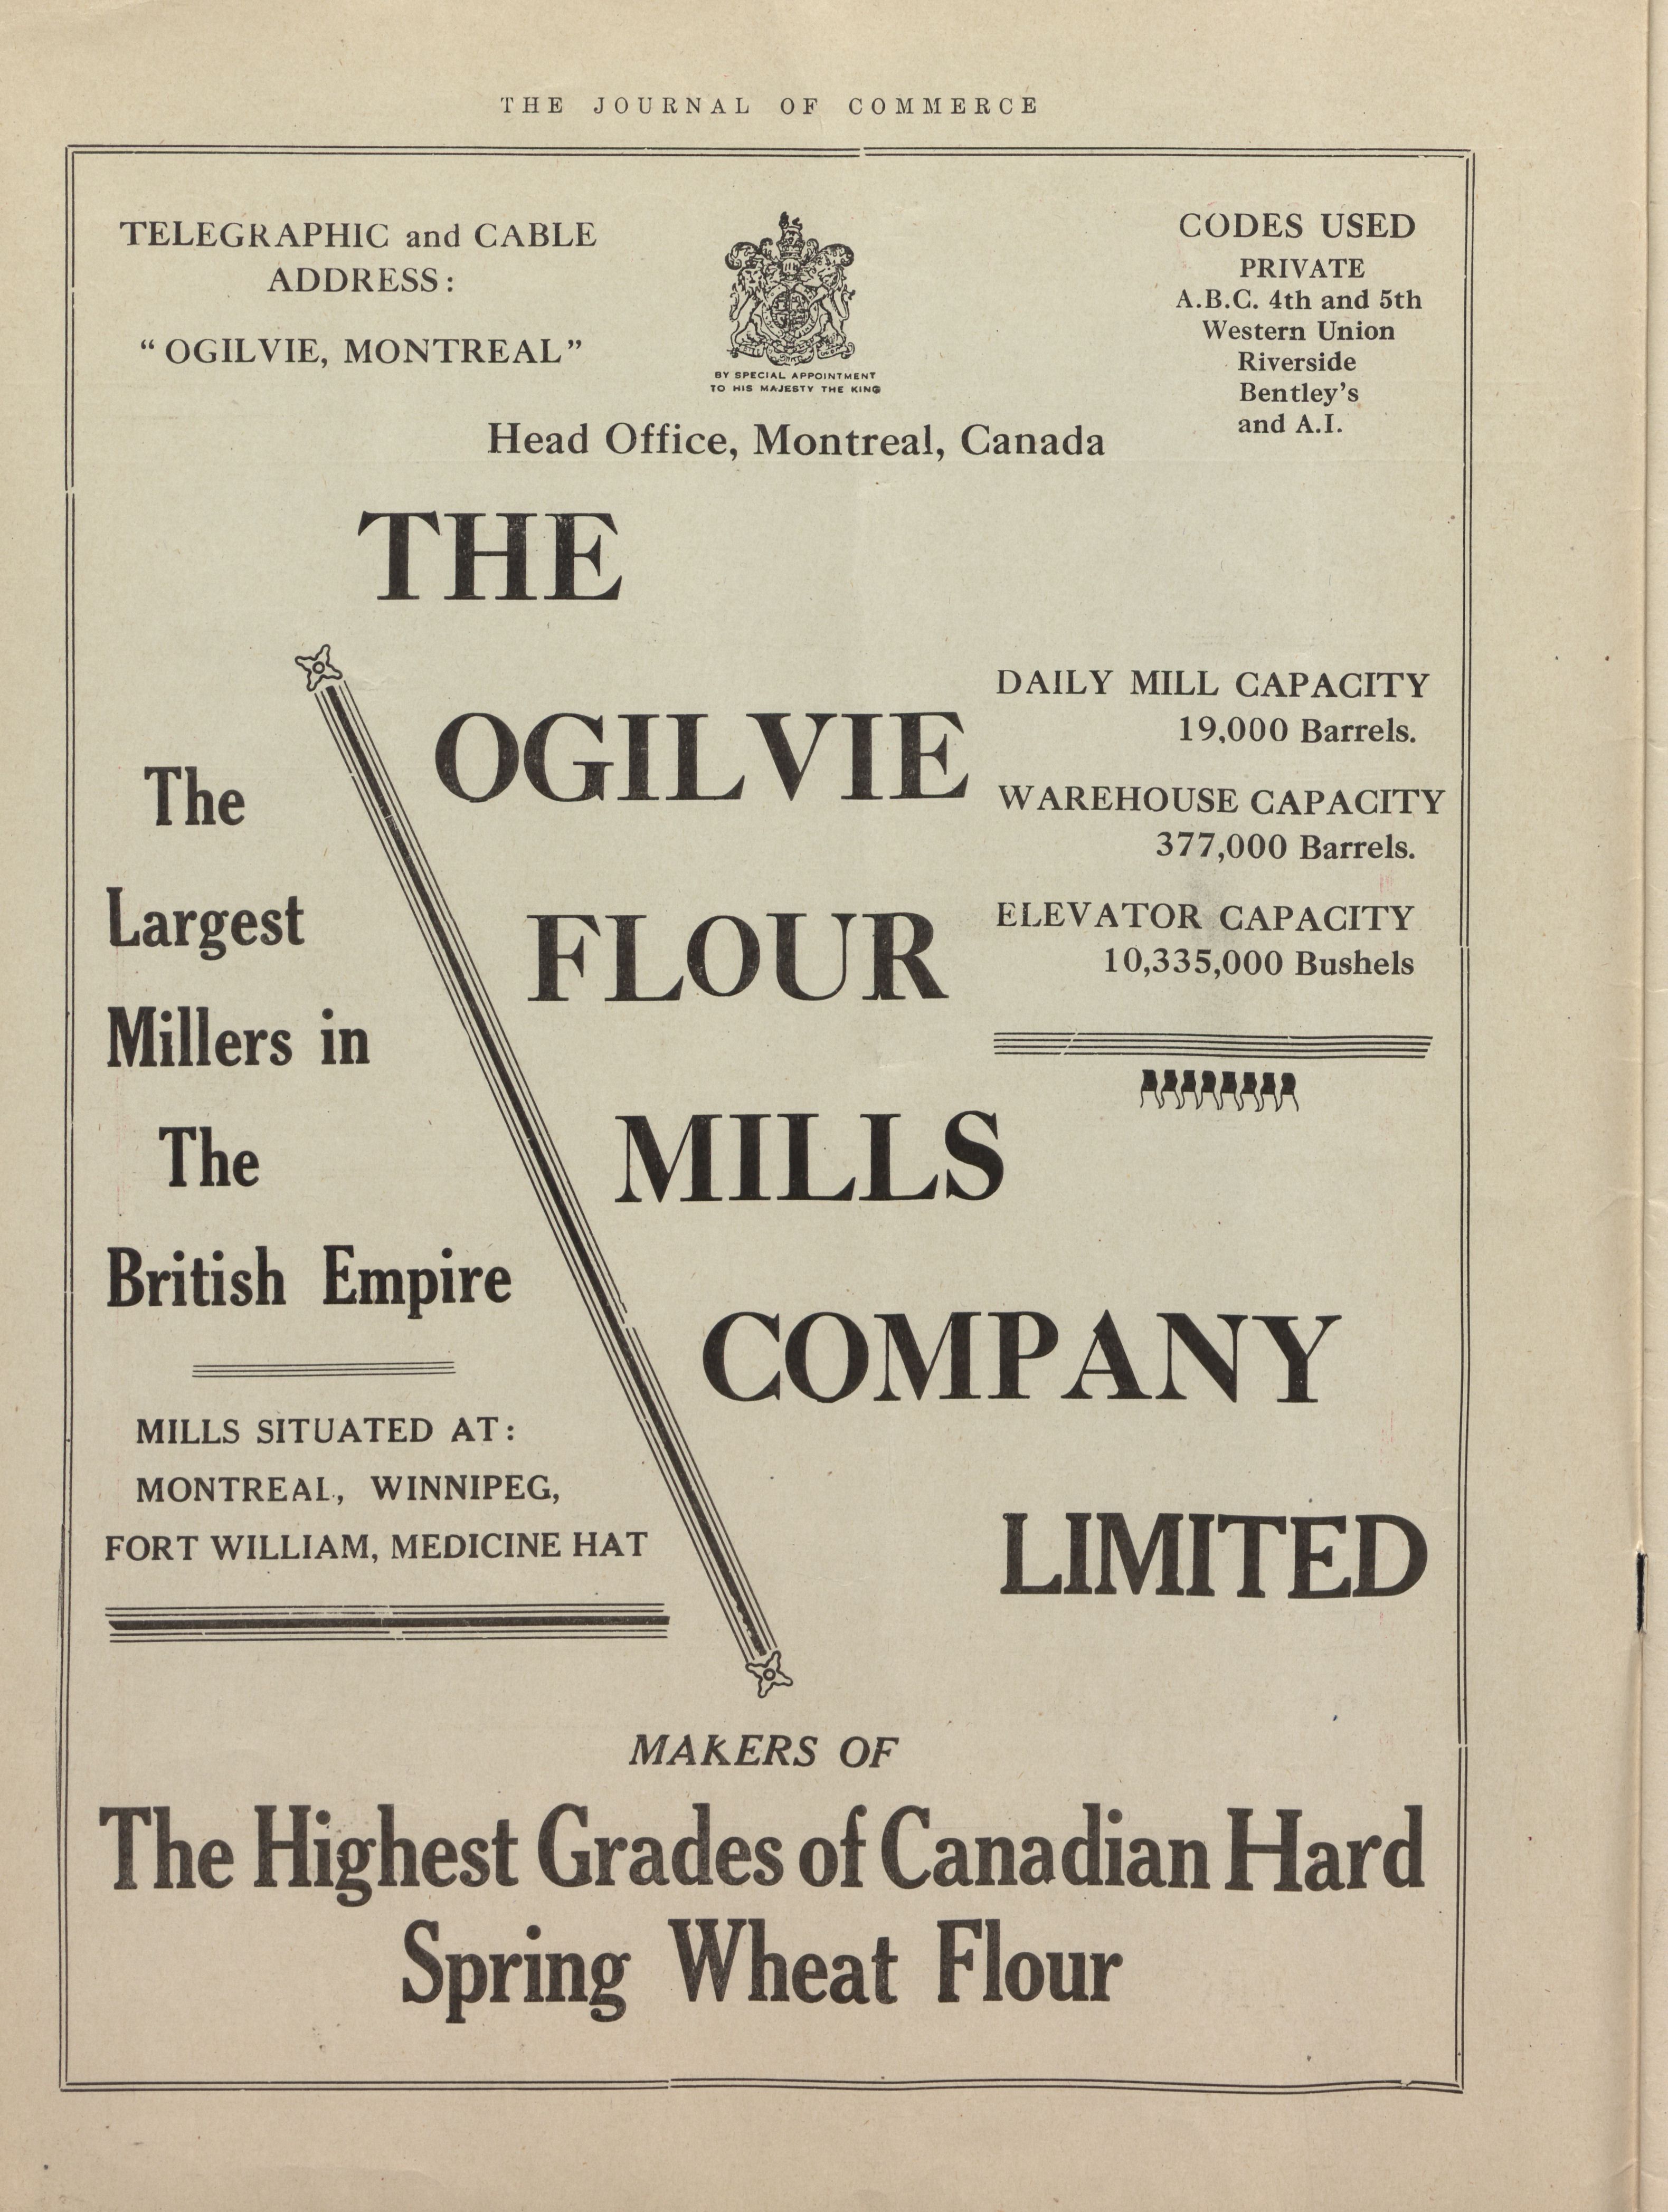 THE JOURNAL OF COMMERCE
TELEGRAPHIC and CABLE
ADDRESS:
"OGILVIE, MONTREAL"
BY SPECIAL APPOINTMENT
TO HIS MAJESTY THE KING
CODES USED
PRIVATE
A.B.C. 4th and 5th
Western Union
Riverside
Bentley's
and A.I.
Head Office, Montreal, Canada
THE
OGILVIE
FLOUR
MILLS
COMPANY
LIMITED
DAILY MILL CAPACITY
19,000 Barrels.
WAREHOUSE CAPACITY
377,000 Barrels.
ELEVATOR CAPACITY
10,335,000 Bushels
The
Largest
Millers in
The
British Empire
MILLS SITUATED AT:
MONTREAL, WINNIPEG,
FORT WILLIAM, MEDICINE HAT
MAKERS OF
The Highest Grades of Canadian Hard
Spring Wheat Flour